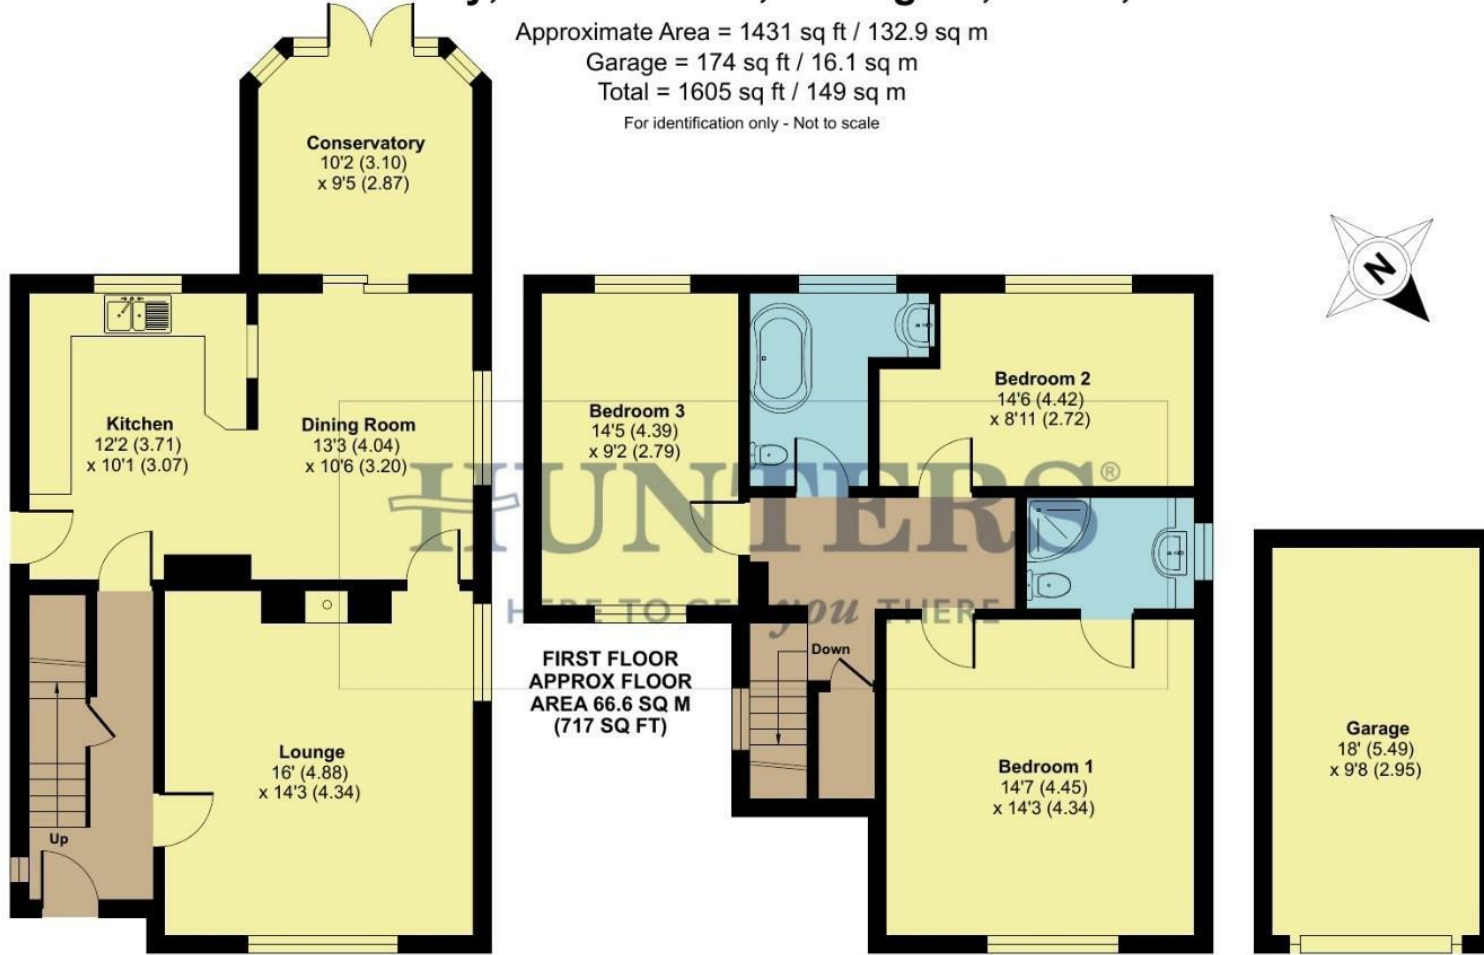 Approximate Area = 1431 sq ft / 132.9 sq m
Garage = 174 sq ft / 16.1 sq m
Total = 1605 sq ft / 149 sq m
For identification only - Not to scale
Conservatory
10'2 (3.10)
x 9'5 (2.87)
N
Kitchen
12'2 (3.71)
x 10'1 (3.07)
Dining Room
13'3 (4.04)
x 10'6 (3.20)
Bedroom 3
14'5 (4.39)
x 9'2 (2.79)
Bedroom 2
14'6 (4.42)
x 8'11 (2.72)
HUNTERS®
HERE TO GET you THERE
Down
FIRST FLOOR
APPROX FLOOR
AREA 66.6 SQ M
(717 SQ FT)
Lounge
16' (4.88)
x 14'3 (4.34)
Up
Bedroom 1
14'7 (4.45)
x 14'3 (4.34)
Garage
18' (5.49)
x 9'8 (2.95)